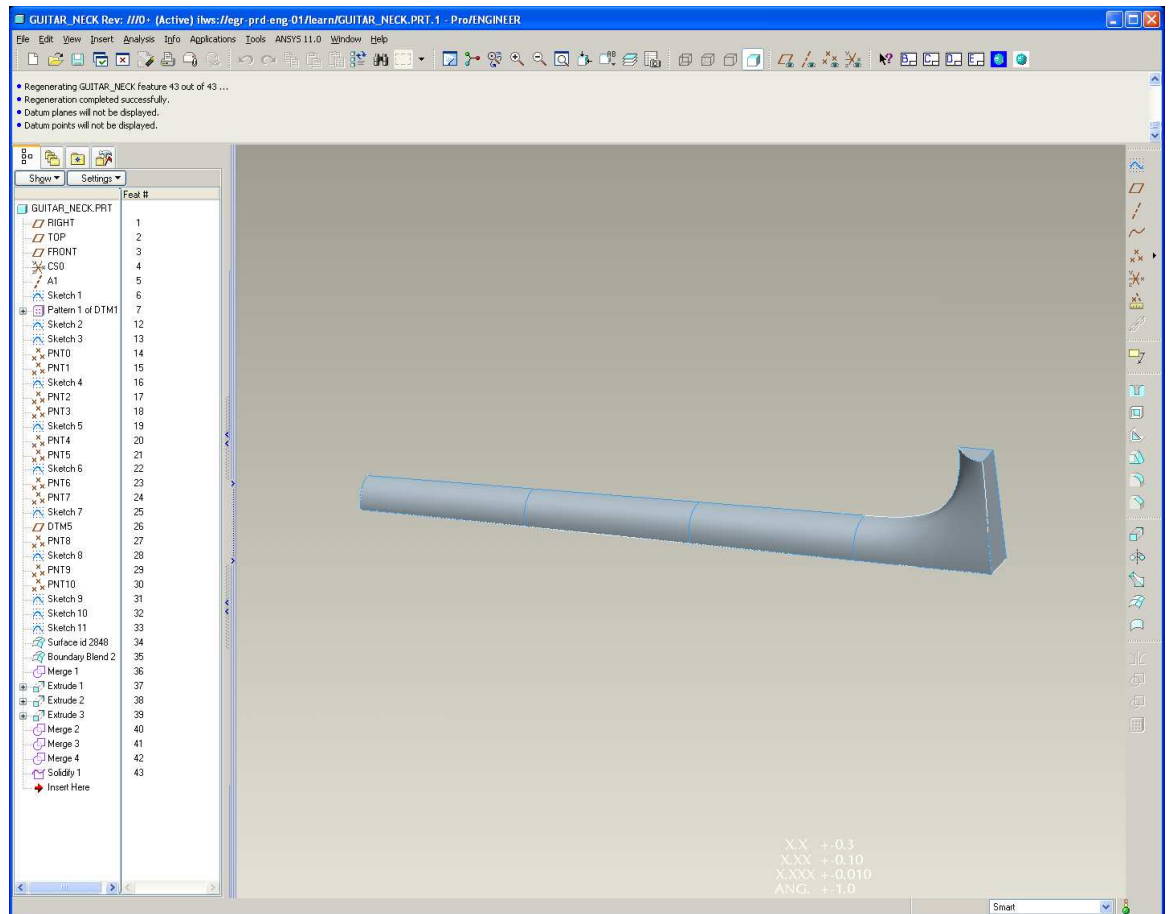 GUITAR_NECK Rev: ///0+ (Active) ilws://egr-prd-eng-01/learn/GUITAR_NECK.PRT.1 - Pro/ENGINEER
File Edit View Insert Analysis Info Applications Tools ANSYS 11.0 Window Help
Regenerating GUITAR_NECK feature 43 out of 43 ...
Regeneration completed successfully.
Datum planes will not be displayed.
Datum points will not be displayed.
Show Settings
Feat #
GUITAR_NECK.PRT
RIGHT 1
TOP 2
FRONT 3
CS0 4
A1 5
Sketch 1 6
Pattern 1 of DTM1 7
Sketch 2 12
Sketch 3 13
PNT0 14
PNT1 15
Sketch 4 16
PNT2 17
PNT3 18
Sketch 5 19
PNT4 20
PNT5 21
Sketch 6 22
PNT6 23
PNT7 24
Sketch 7 25
DTM5 26
PNT8 27
Sketch 8 28
PNT9 29
PNT10 30
Sketch 9 31
Sketch 10 32
Sketch 11 33
Surface id 2848 34
Boundary Blend 2 35
Merge 1 36
Extrude 1 37
Extrude 2 38
Extrude 3 39
Merge 2 40
Merge 3 41
Merge 4 42
Solidify 1 43
Insert Here
X.X +-0.3
X.XX +-0.10
X.XXX +-0.010
ANG. +-1.0
Smart